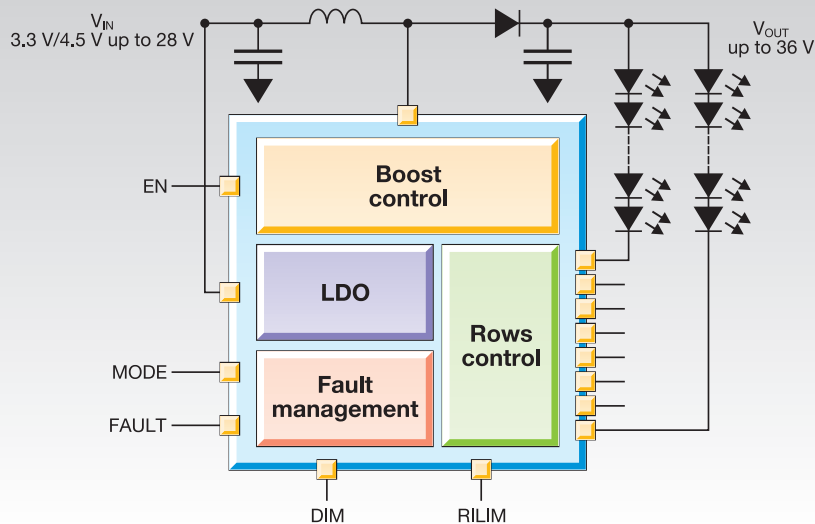 VIN
3.3 V/4.5 V up to 28 V
VOUT
up to 36 V
Boost
control
EN
LDO
Rows
control
MODE
Fault
management
FAULT
DIM
RILIM